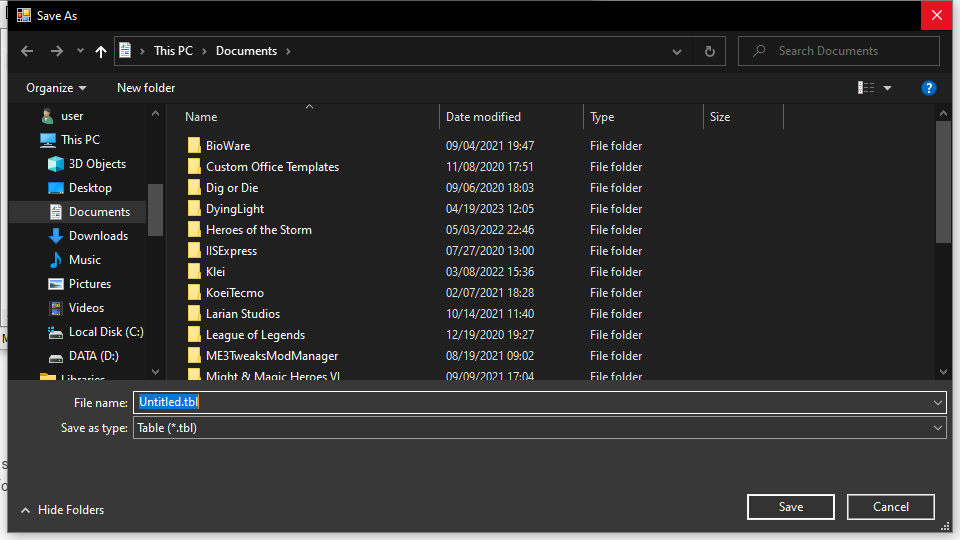 Save As
This PC
Documents
Search Documents
Organize
New folder
user
This PC
3D Objects
Desktop
Documents
Downloads
Music
Pictures
Videos
Local Disk (C:)
DATA (D:)
Libraries
Name Date modified Type Size
BioWare 09/04/2021 19:47 File folder
Custom Office Templates 11/08/2020 17:51 File folder
Dig or Die 09/06/2020 18:03 File folder
DyingLight 04/19/2023 12:05 File folder
Heroes of the Storm 05/03/2022 22:46 File folder
IISExpress 07/27/2020 13:00 File folder
Klei 03/08/2022 15:36 File folder
KoeiTecmo 02/07/2021 18:28 File folder
Larian Studios 10/14/2021 11:40 File folder
League of Legends 12/19/2020 19:27 File folder
ME3TweaksModManager 08/19/2021 09:02 File folder
Might & Magic Heroes VI 09/09/2021 17:04 File folder
File name: Untitled.tbl
Save as type: Table (*.tbl)
Hide Folders
Save
Cancel